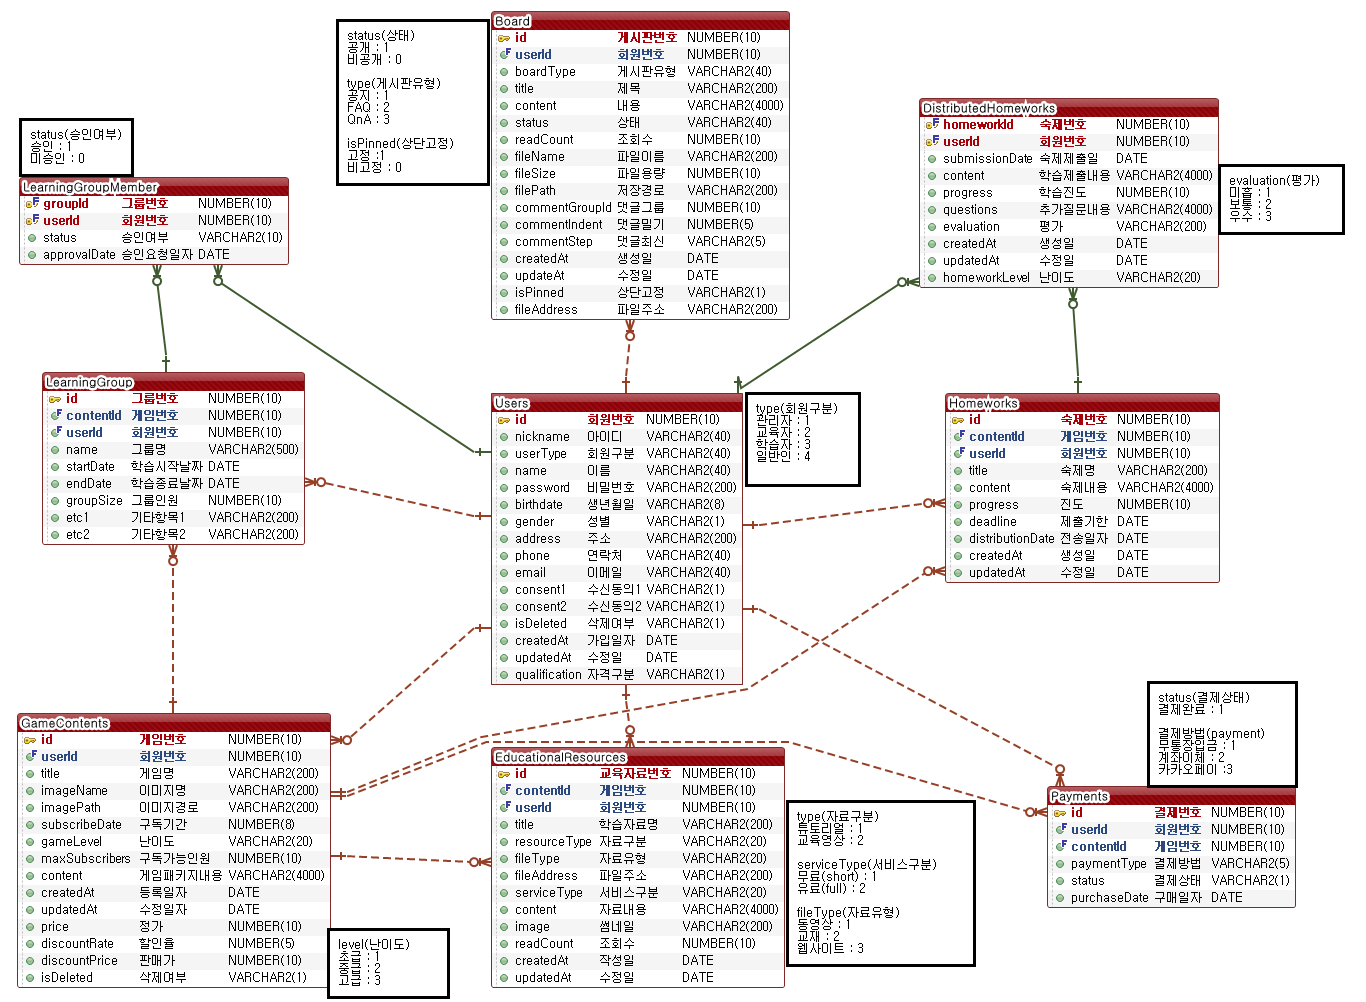 status(상태)
공개 : 1
비공개 : 0
type(게시판유형)
공지 : 1
FAQ : 2
QnA : 3
isPinned(상단고정)
고정 :1
비고정 : 0
Board
id 게시판번호 NUMBER(10)
userId 회원번호 NUMBER(10)
boardType 게시판유형 VARCHAR2(40)
title 제목 VARCHAR2(200)
content 내용 VARCHAR2(4000)
status 상태 VARCHAR2(40)
readCount 조회수 NUMBER(10)
fileName 파일이름 VARCHAR2(200)
fileSize 파일용량 NUMBER(10)
filePath 저장경로 VARCHAR2(200)
commentGroupId 댓글그룹 NUMBER(10)
commentIndent 댓글밀기 NUMBER(5)
commentStep 댓글최신 VARCHAR2(5)
createdAt 생성일 DATE
updateAt 수정일 DATE
isPinned 상단고정 VARCHAR2(1)
fileAddress 파일주소 VARCHAR2(200)
DistributedHomeworks
homeworkId 숙제번호 NUMBER(10)
userId 회원번호 NUMBER(10)
submissionDate 숙제제출일 DATE
content 학습제출내용 VARCHAR2(4000)
progress 학습진도 NUMBER(10)
questions 추가질문내용 VARCHAR2(4000)
evaluation 평가 VARCHAR2(200)
createdAt 생성일 DATE
updatedAt 수정일 DATE
homeworkLevel 난이도 VARCHAR2(20)
evaluation(평가)
미흡 : 1
보통 : 2
우수 : 3
status(승인여부)
승인 : 1
미승인 : 0
LearningGroupMember
groupId 그룹번호 NUMBER(10)
userId 회원번호 NUMBER(10)
status 승인여부 VARCHAR2(10)
approvalDate 승인요청일자 DATE
LearningGroup
id 그룹번호 NUMBER(10)
contentId 게임번호 NUMBER(10)
userId 회원번호 NUMBER(10)
name 그룹명 VARCHAR2(500)
startDate 학습시작날짜 DATE
endDate 학습종료날짜 DATE
groupSize 그룹인원 NUMBER(10)
etc1 기타항목1 VARCHAR2(200)
etc2 기타항목2 VARCHAR2(200)
Users
id 회원번호 NUMBER(10)
nickname 아이디 VARCHAR2(40)
userType 회원구분 VARCHAR2(40)
name 이름 VARCHAR2(40)
password 비밀번호 VARCHAR2(200)
birthdate 생년월일 VARCHAR2(8)
gender 성별 VARCHAR2(1)
address 주소 VARCHAR2(200)
phone 연락처 VARCHAR2(40)
email 이메일 VARCHAR2(40)
consent1 수신동의1 VARCHAR2(1)
consent2 수신동의2 VARCHAR2(1)
isDeleted 삭제여부 VARCHAR2(1)
createdAt 가입일자 DATE
updatedAt 수정일 DATE
qualification 자격구분 VARCHAR2(1)
type(회원구분)
관리자 : 1
교육자 : 2
학습자 : 3
일반인 : 4
Homeworks
id 숙제번호 NUMBER(10)
contentId 게임번호 NUMBER(10)
userId 회원번호 NUMBER(10)
title 숙제명 VARCHAR2(200)
content 숙제내용 VARCHAR2(4000)
progress 진도 NUMBER(10)
deadline 제출기한 DATE
distributionDate 전송일자 DATE
createdAt 생성일 DATE
updatedAt 수정일 DATE
GameContents
id 게임번호 NUMBER(10)
userId 회원번호 NUMBER(10)
title 게임명 VARCHAR2(200)
imageName 이미지명 VARCHAR2(200)
imagePath 이미지경로 VARCHAR2(200)
subscribeDate 구독기간 NUMBER(8)
gameLevel 난이도 VARCHAR2(20)
maxSubscribers 구독가능인원 NUMBER(10)
content 게임패키지내용 VARCHAR2(4000)
createdAt 등록일자 DATE
updatedAt 수정일자 DATE
price 정가 NUMBER(10)
discountRate 할인율 NUMBER(5)
discountPrice 판매가 NUMBER(10)
isDeleted 삭제여부 VARCHAR2(1)
level(난이도)
초급 : 1
중급 : 2
고급 : 3
EducationalResources
id 교육자료번호 NUMBER(10)
contentId 게임번호 NUMBER(10)
userId 회원번호 NUMBER(10)
title 학습자료명 VARCHAR2(200)
resourceType 자료구분 VARCHAR2(20)
fileType 자료유형 VARCHAR2(20)
fileAddress 파일주소 VARCHAR2(200)
serviceType 서비스구분 VARCHAR2(20)
content 자료내용 VARCHAR2(4000)
image 썸네일 VARCHAR2(200)
readCount 조회수 NUMBER(10)
createdAt 작성일 DATE
updatedAt 수정일 DATE
type(자료구분)
튜토리얼 : 1
교육영상 : 2
serviceType(서비스구분)
무료(short) : 1
유료(full) : 2
fileType(자료유형)
동영상 : 1
교재 : 2
웹사이트 : 3
status(결제상태)
결제완료 : 1
결제방법(payment)
무통장입금 : 1
계좌이체 : 2
카카오페이 :3
Payments
id 결제번호 NUMBER(10)
userId 회원번호 NUMBER(10)
contentId 게임번호 NUMBER(10)
paymentType 결제방법 VARCHAR2(5)
status 결제상태 VARCHAR2(1)
purchaseDate 구매일자 DATE